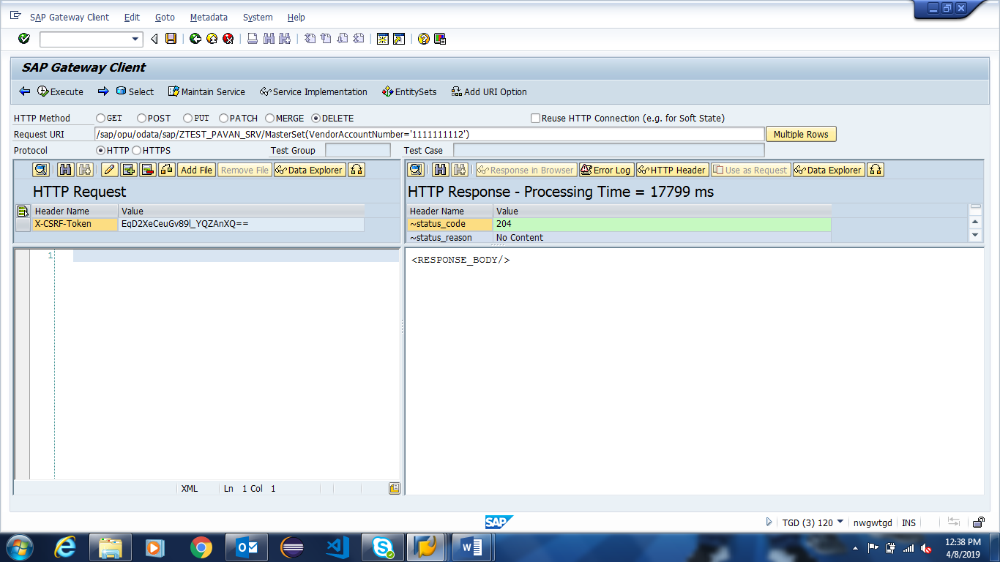 SAP Gateway Client Edit Goto Metadata System Help
SAP Gateway Client
Execute Select Maintain Service Service Implementation EntitySets Add URI Option
HTTP Method GET POST PUT PATCH MERGE DELETE Reuse HTTP Connection (e.g. for Soft State)
Request URI /sap/opu/odata/sap/ZTEST_PAVAN_SRV/MasterSet(VendorAccountNumber='1111111112') Multiple Rows
Protocol HTTP HTTPS Test Group Test Case
Add File Remove File Data Explorer Response in Browser Error Log HTTP Header Use as Request Data Explorer
HTTP Request HTTP Response - Processing Time = 17799 ms
Header Name Value Header Name Value
X-CSRF-Token EqD2XeCeuGv89l_YQZAnXQ== ~status_code 204
~status_reason No Content
1 <RESPONSE_BODY/>
XML Ln 1 Col 1
SAP TGD (3) 120 nwgwtgd INS
12:38 PM
4/8/2019